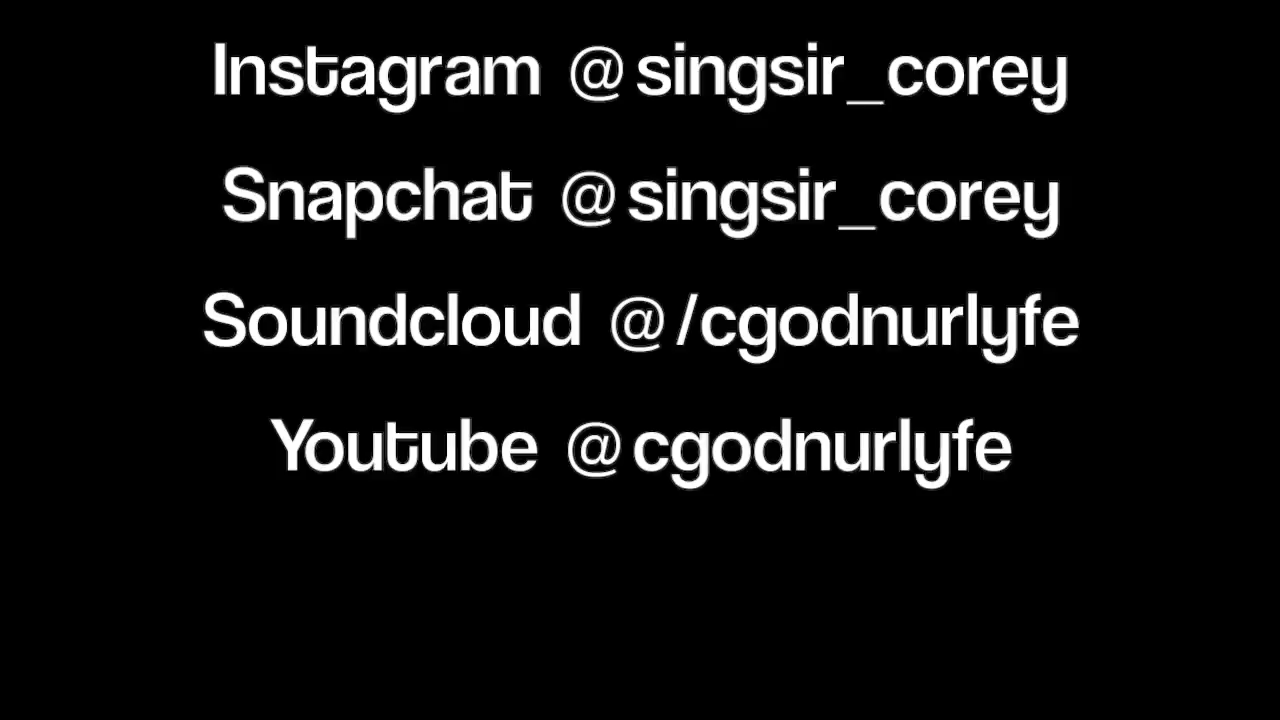 Instagram @singsir_corey
Snapchat @singsir_corey
Soundcloud @/cgodnurlyfe
Youtube @cgodnurlyfe